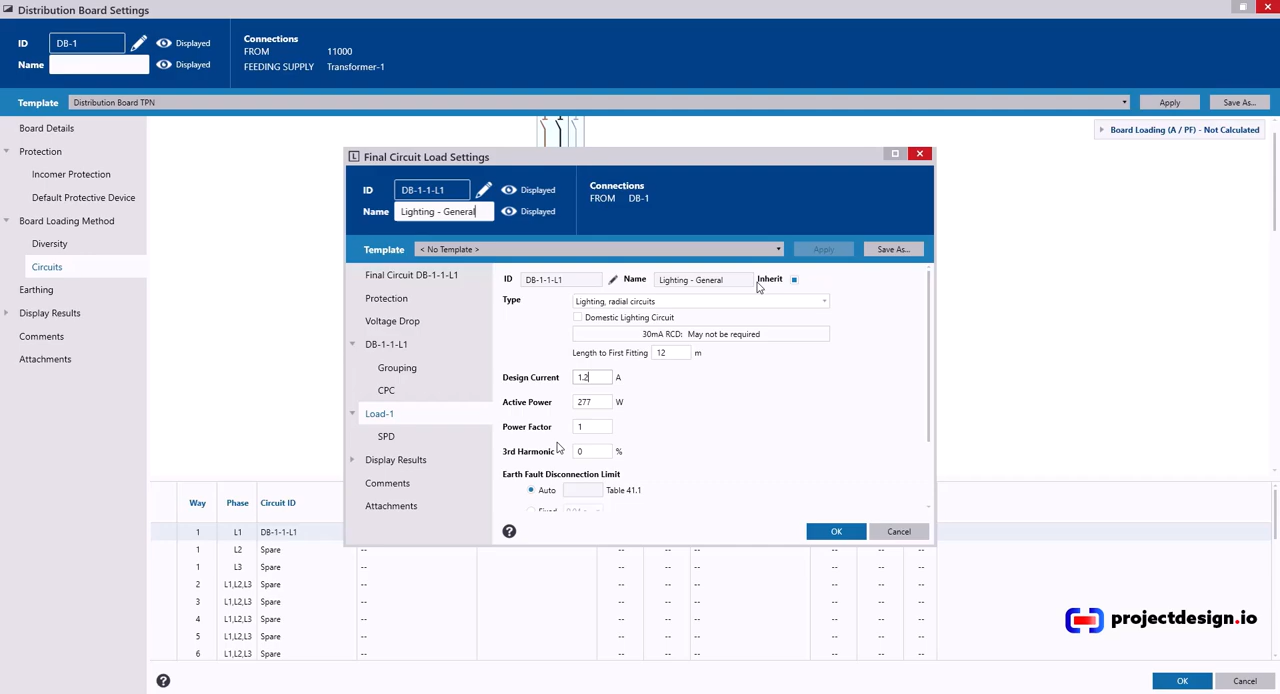 Distribution Board Settings
ID DB-1 Displayed
Name Displayed
Connections
FROM 11000
FEEDING SUPPLY Transformer-1
Template Distribution Board TPN Apply Save As...
Board Details
Protection
Incomer Protection
Default Protective Device
Board Loading Method
Diversity
Circuits
Earthing
Display Results
Comments
Attachments
Board Loading (A / PF) - Not Calculated
L Final Circuit Load Settings
ID DB-1-1-L1 Displayed
Name Lighting - General Displayed
Connections
FROM DB-1
Template < No Template > Apply Save As...
Final Circuit DB-1-1-L1
Protection
Voltage Drop
DB-1-1-L1
Grouping
CPC
Load-1
SPD
Display Results
Comments
Attachments
ID DB-1-1-L1 Name Lighting - General Inherit
Type Lighting, radial circuits
Domestic Lighting Circuit
30mA RCD: May not be required
Length to First Fitting 12 m
Design Current 1.2 A
Active Power 277 W
Power Factor 1
3rd Harmonic 0 %
Earth Fault Disconnection Limit
Auto Table 41.1
? OK Cancel
Way Phase Circuit ID
1 L1 DB-1-1-L1
1 L2 Spare -- -- -- -- -- -- --
1 L3 Spare -- -- -- -- -- -- --
2 L1,L2,L3 Spare -- -- -- -- -- -- --
3 L1,L2,L3 Spare -- -- -- -- -- -- --
4 L1,L2,L3 Spare -- -- -- -- -- -- --
5 L1,L2,L3 Spare -- -- -- -- -- -- --
6 L1,L2,L3 Spare -- -- -- -- -- -- --
projectdesign.io
? OK Cancel